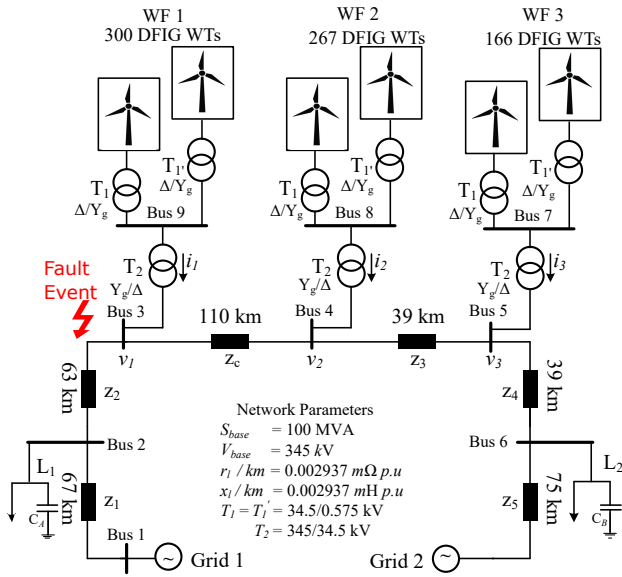 WF 1
300 DFIG WTs
WF 2
267 DFIG WTs
WF 3
166 DFIG WTs
T1
Δ/Yg
T1'
Δ/Yg
Bus 9
T1
Δ/Yg
T1'
Δ/Yg
Bus 8
T1
Δ/Yg
T1'
Δ/Yg
Bus 7
T2
Yg/Δ
i1
T2
Yg/Δ
i2
T2
Yg/Δ
i3
Fault
Event
Bus 3
110 km
Bus 4
39 km
Bus 5
v1
zc
v2
z3
v3
63 km
z2
z4
39 km
Bus 2
Bus 6
L1
CA
67 km
z1
Bus 1
Grid 1
Network Parameters
Sbase = 100 MVA
Vbase = 345 kV
rl / km = 0.002937 mΩ p.u
xl / km = 0.002937 mH p.u
T1 = T1' = 34.5/0.575 kV
T2 = 345/34.5 kV
z5
75 km
Grid 2
L2
CB